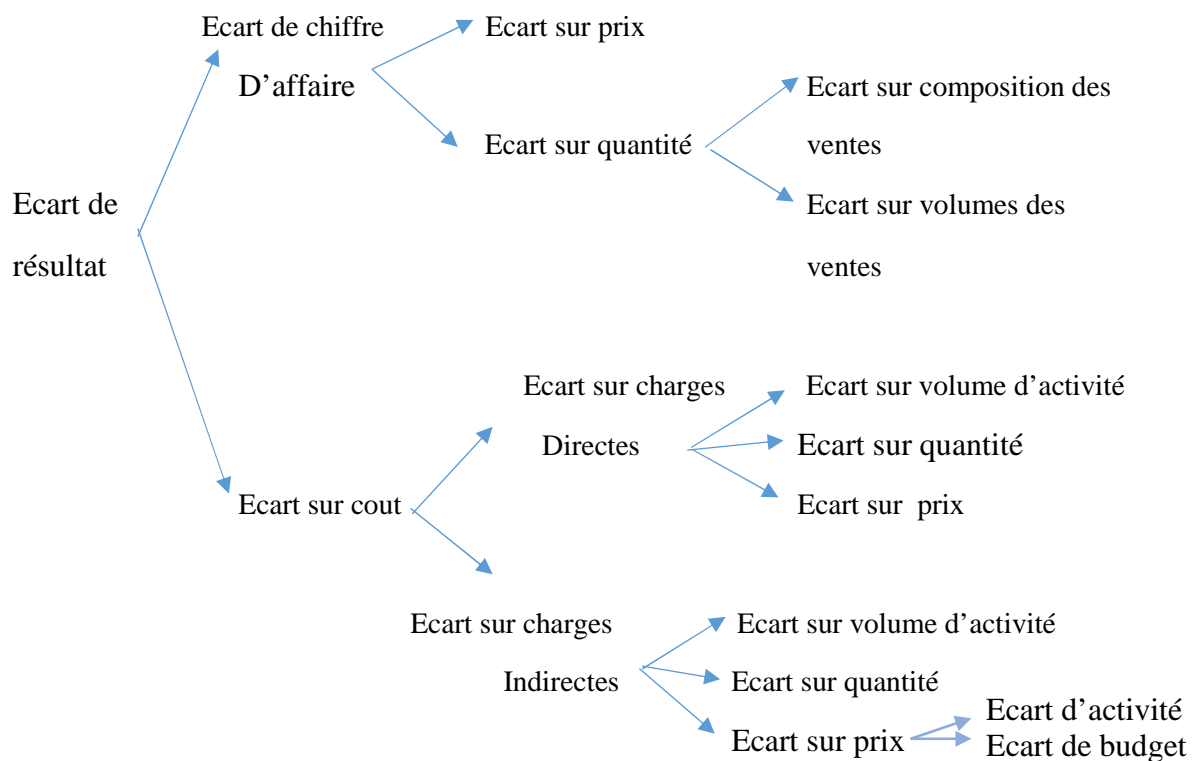 Ecart de chiffre
D’affaire
Ecart sur prix
Ecart sur quantité
Ecart sur composition des
ventes
Ecart sur volumes des
ventes
Ecart de
résultat
Ecart sur cout
Ecart sur charges
Directes
Ecart sur volume d’activité
Ecart sur quantité
Ecart sur prix
Ecart sur charges
Indirectes
Ecart sur volume d’activité
Ecart sur quantité
Ecart sur prix
Ecart d’activité
Ecart de budget